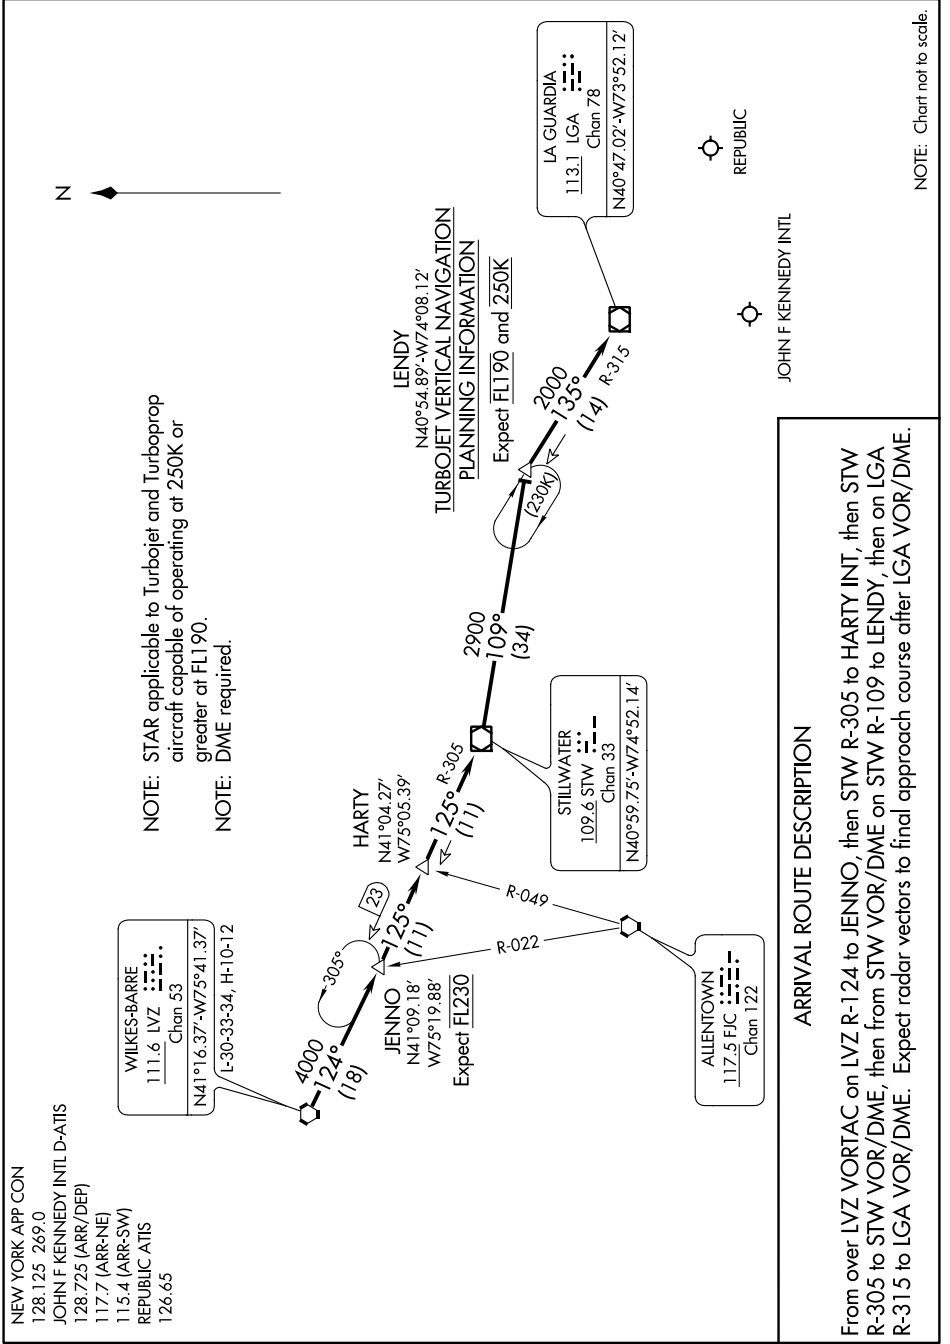 NEW YORK APP CON
128.125 269.0
JOHN F KENNEDY INTL D-ATIS
128.725 (ARR/DEP)
117.7 (ARR-NE)
115.4 (ARR-SW)
REPUBLIC ATIS
126.65
NOTE: STAR applicable to Turbojet and Turboprop
aircraft capable of operating at 250K or
greater at FL190.
NOTE: DME required.
N
WILKES-BARRE
111.6 LVZ
Chan 53
N41°16.37'-W75°41.37'
L-30-33-34, H-10-12
4000
124°
(18)
305°
JENNO
N41°09.18'
W75°19.88'
Expect FL230
23
125°
(11)
HARTY
N41°04.27'
W75°05.39'
125°
(11)
R-305
R-049
R-022
ALLENTOWN
117.5 FJC
Chan 122
STILLWATER
109.6 STW
Chan 33
N40°59.75'-W74°52.14'
2900
109°
(34)
LENDY
N40°54.89'-W74°08.12'
TURBOJET VERTICAL NAVIGATION
PLANNING INFORMATION
Expect FL190 and 250K
(230K)
2000
135°
(14)
R-315
LA GUARDIA
113.1 LGA
Chan 78
N40°47.02'-W73°52.12'
REPUBLIC
JOHN F KENNEDY INTL
NOTE: Chart not to scale.
ARRIVAL ROUTE DESCRIPTION
From over LVZ VORTAC on LVZ R-124 to JENNO, then STW R-305 to HARTY INT, then STW
R-305 to STW VOR/DME, then from STW VOR/DME on STW R-109 to LENDY, then on LGA
R-315 to LGA VOR/DME. Expect radar vectors to final approach course after LGA VOR/DME.